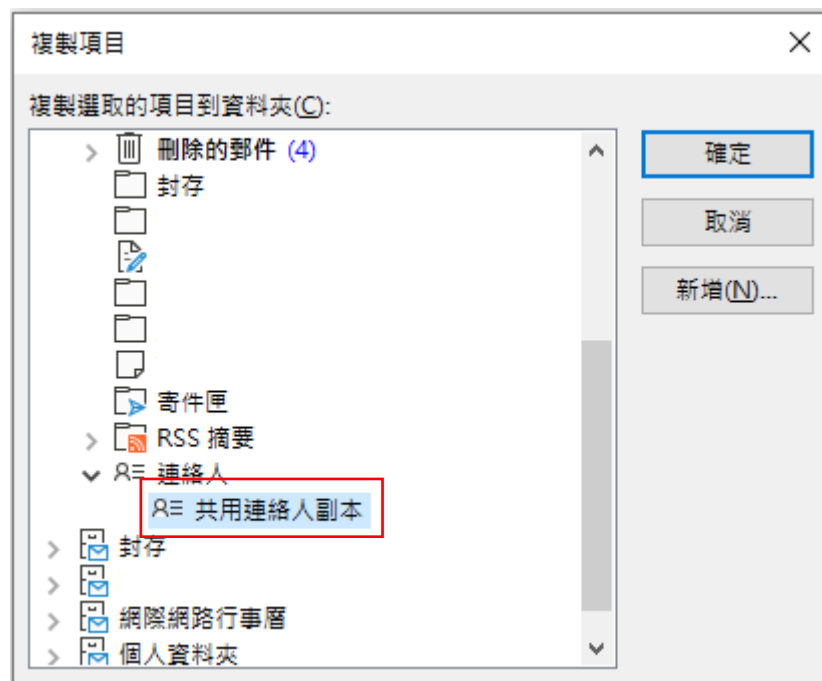 複製項目
複製選取的項目到資料夾(C):
刪除的郵件 (4)
確定
封存
取消
新增(N)...
寄件匣
RSS 摘要
連絡人
共用連絡人副本
封存
網際網路行事曆
個人資料夾